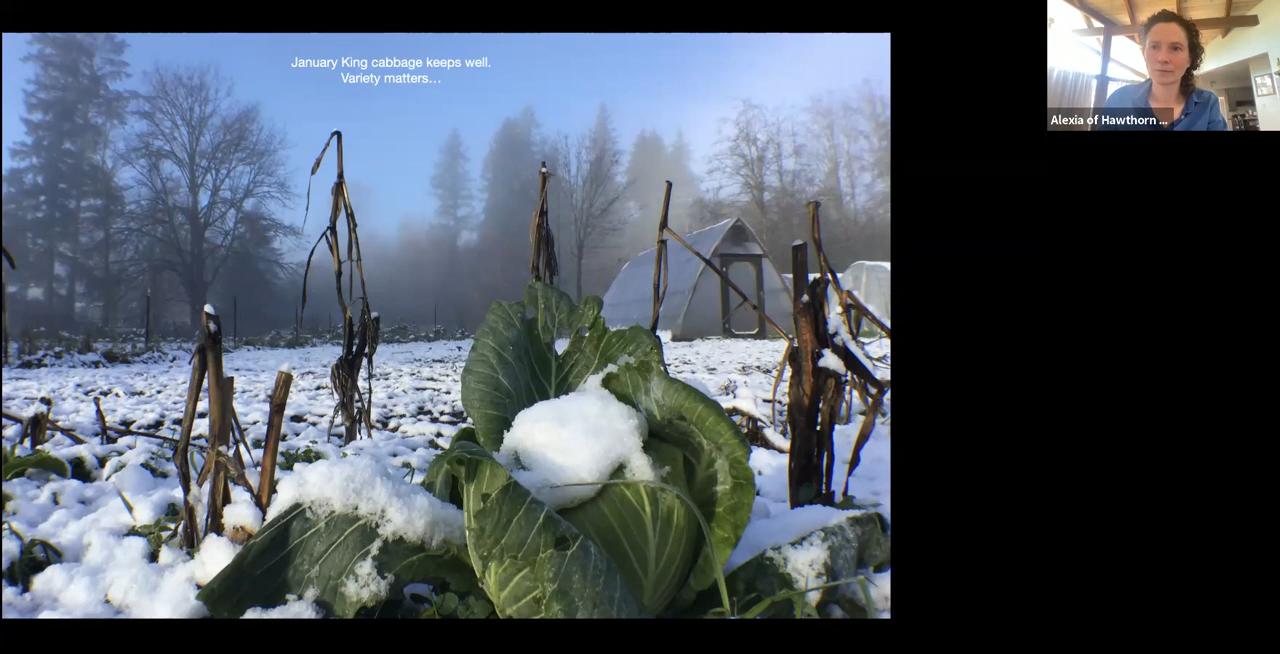 January King cabbage keeps well.
Variety matters…
Alexia of Hawthorn ...